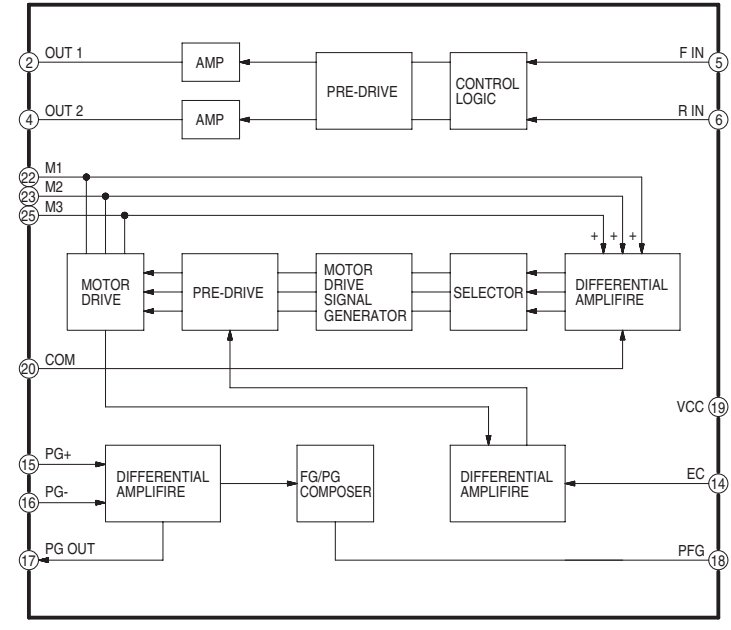 2 OUT 1
AMP
PRE-DRIVE
CONTROL
LOGIC
F IN 5
4 OUT 2
AMP
R IN 6
22 M1
23 M2
25 M3
+ + +
MOTOR
DRIVE
PRE-DRIVE
MOTOR
DRIVE
SIGNAL
GENERATOR
SELECTOR
DIFFERENTIAL
AMPLIFIRE
20 COM
VCC 19
15 PG+
16 PG-
DIFFERENTIAL
AMPLIFIRE
FG/PG
COMPOSER
DIFFERENTIAL
AMPLIFIRE
EC 14
17 PG OUT
PFG 18